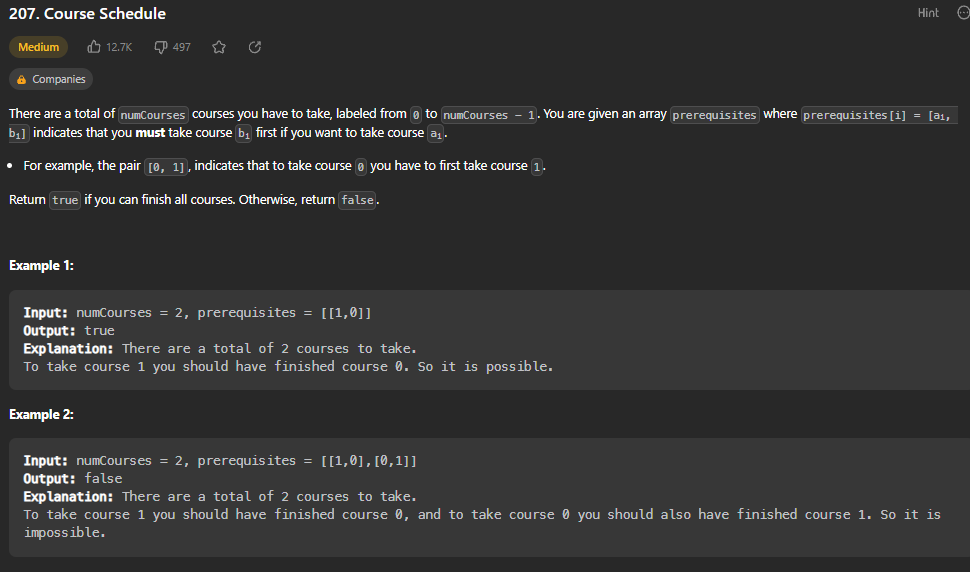 207. Course Schedule
Hint
Medium
12.7K
497
Companies
There are a total of numCourses courses you have to take, labeled from 0 to numCourses - 1. You are given an array prerequisites where prerequisites[i] = [aᵢ,
bᵢ] indicates that you must take course bᵢ first if you want to take course aᵢ.
• For example, the pair [0, 1], indicates that to take course 0 you have to first take course 1.
Return true if you can finish all courses. Otherwise, return false.
Example 1:
Input: numCourses = 2, prerequisites = [[1,0]]
Output: true
Explanation: There are a total of 2 courses to take.
To take course 1 you should have finished course 0. So it is possible.
Example 2:
Input: numCourses = 2, prerequisites = [[1,0],[0,1]]
Output: false
Explanation: There are a total of 2 courses to take.
To take course 1 you should have finished course 0, and to take course 0 you should also have finished course 1. So it is
impossible.